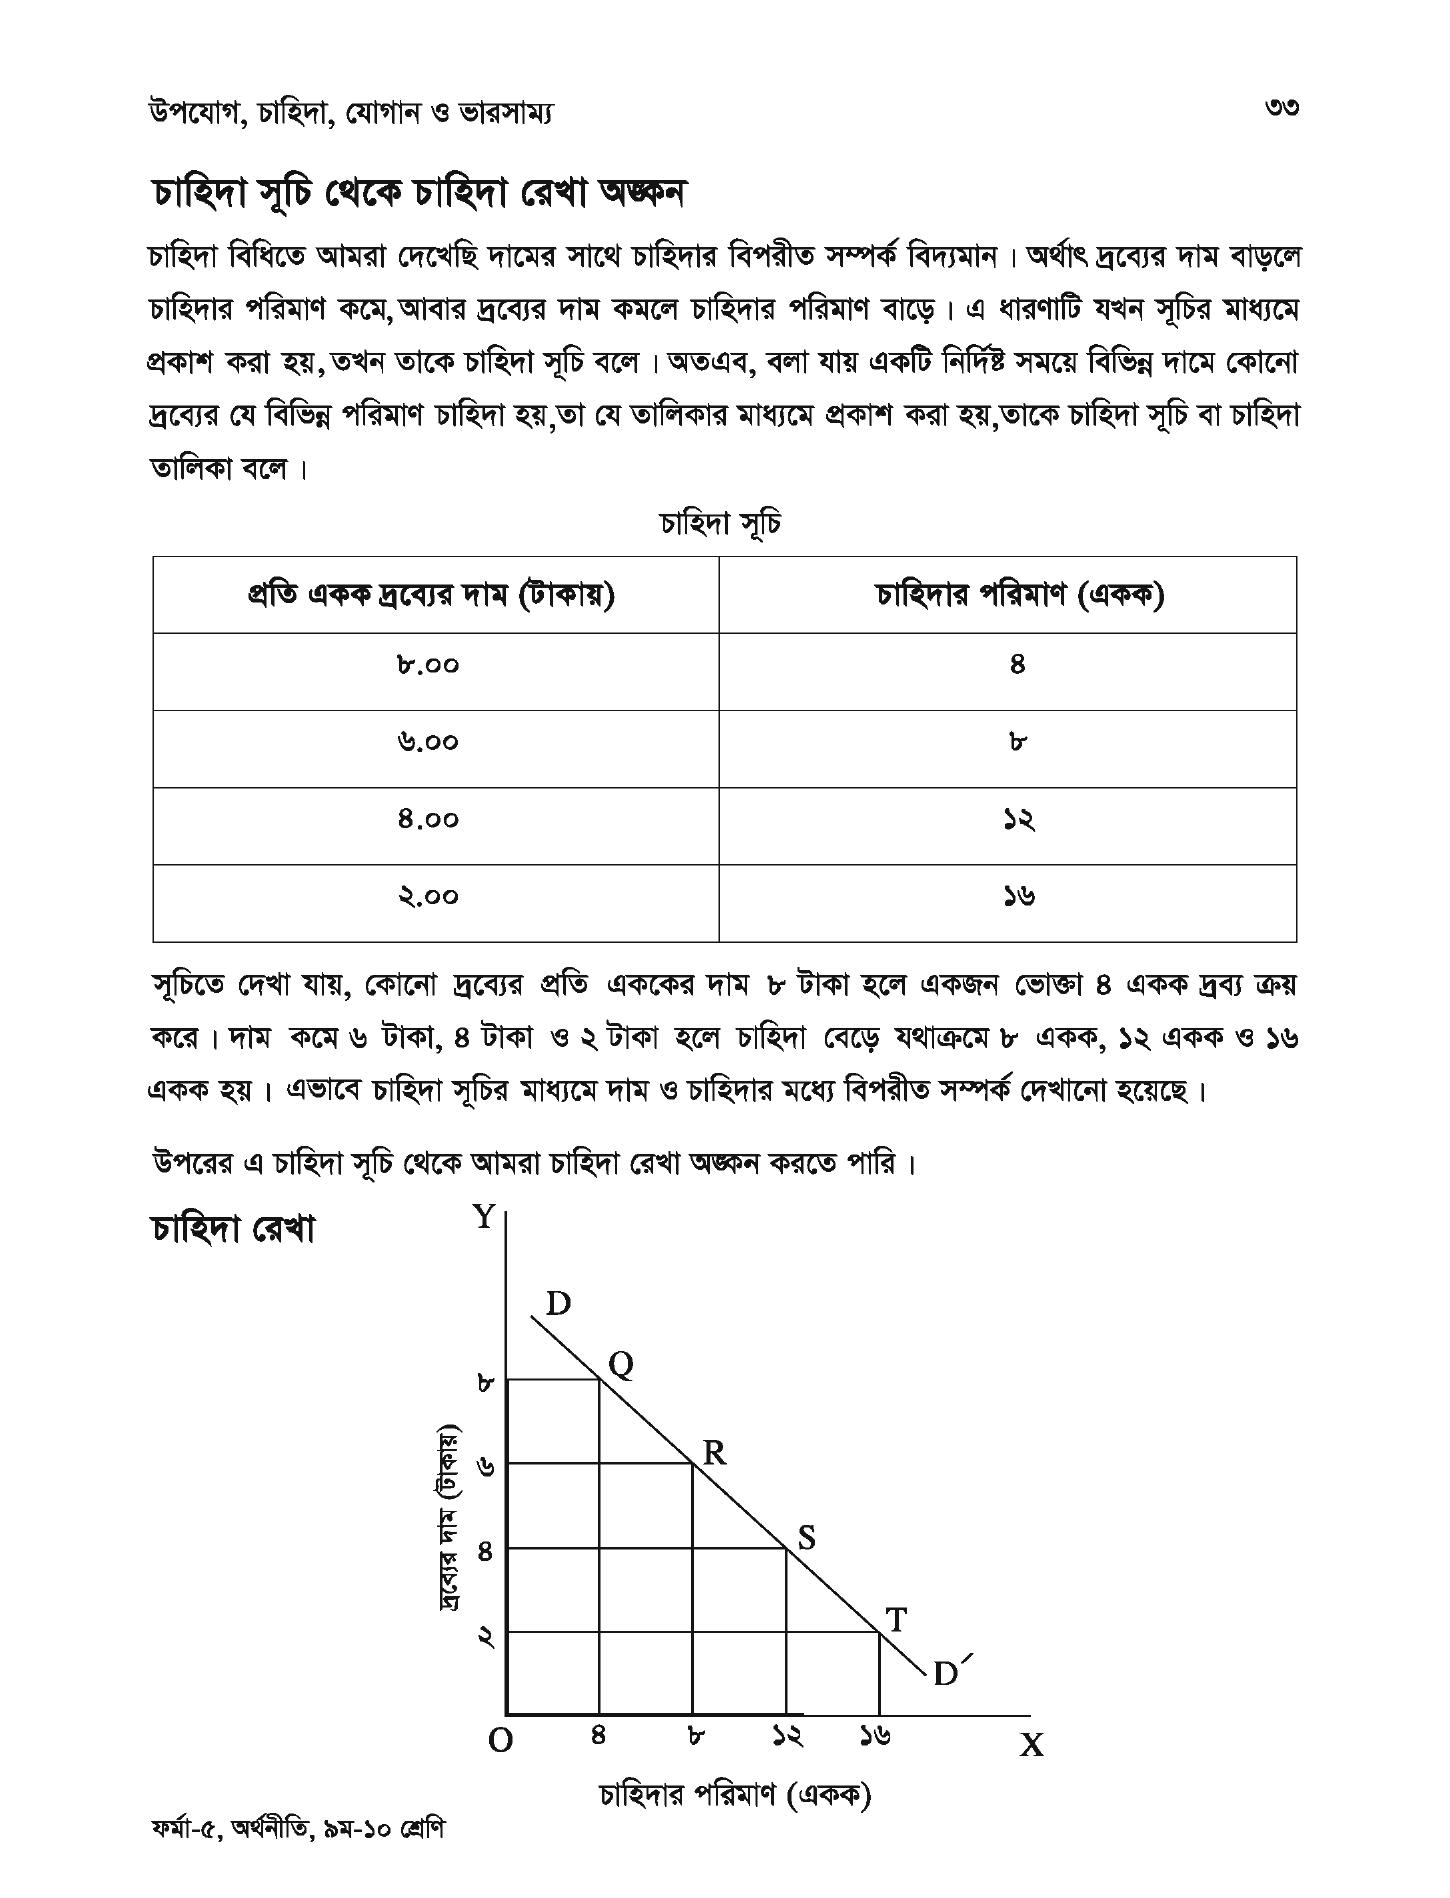 উপযোগ, চাহিদা, যোগান ও ভারসাম্য ৩৩
চাহিদা সূচি থেকে চাহিদা রেখা অঙ্কন
চাহিদা বিধিতে আমরা দেখেছি দামের সাথে চাহিদার বিপরীত সম্পর্ক বিদ্যমান। অর্থাৎ দ্রব্যের দাম বাড়লে
চাহিদার পরিমাণ কমে, আবার দ্রব্যের দাম কমলে চাহিদার পরিমাণ বাড়ে। এ ধারণাটি যখন সূচির মাধ্যমে
প্রকাশ করা হয়, তখন তাকে চাহিদা সূচি বলে। অতএব, বলা যায় একটি নির্দিষ্ট সময়ে বিভিন্ন দামে কোনো
দ্রব্যের যে বিভিন্ন পরিমাণ চাহিদা হয়,তা যে তালিকার মাধ্যমে প্রকাশ করা হয়,তাকে চাহিদা সূচি বা চাহিদা
তালিকা বলে।
চাহিদা সূচি
প্রতি একক দ্রব্যের দাম (টাকায়) চাহিদার পরিমাণ (একক)
৮.০০ ৪
৬.০০ ৮
৪.০০ ১২
২.০০ ১৬
সূচিতে দেখা যায়, কোনো দ্রব্যের প্রতি এককের দাম ৮ টাকা হলে একজন ভোক্তা ৪ একক দ্রব্য ক্রয়
করে। দাম কমে ৬ টাকা, ৪ টাকা ও ২ টাকা হলে চাহিদা বেড়ে যথাক্রমে ৮ একক, ১২ একক ও ১৬
একক হয়। এভাবে চাহিদা সূচির মাধ্যমে দাম ও চাহিদার মধ্যে বিপরীত সম্পর্ক দেখানো হয়েছে।
উপরের এ চাহিদা সূচি থেকে আমরা চাহিদা রেখা অঙ্কন করতে পারি।
চাহিদা রেখা
Y
D
Q
৮
R
৬
S
৪
T
২
D´
দ্রব্যের দাম (টাকায়)
O ৪ ৮ ১২ ১৬ X
চাহিদার পরিমাণ (একক)
ফর্মা-৫, অর্থনীতি, ৯ম-১০ শ্রেণি